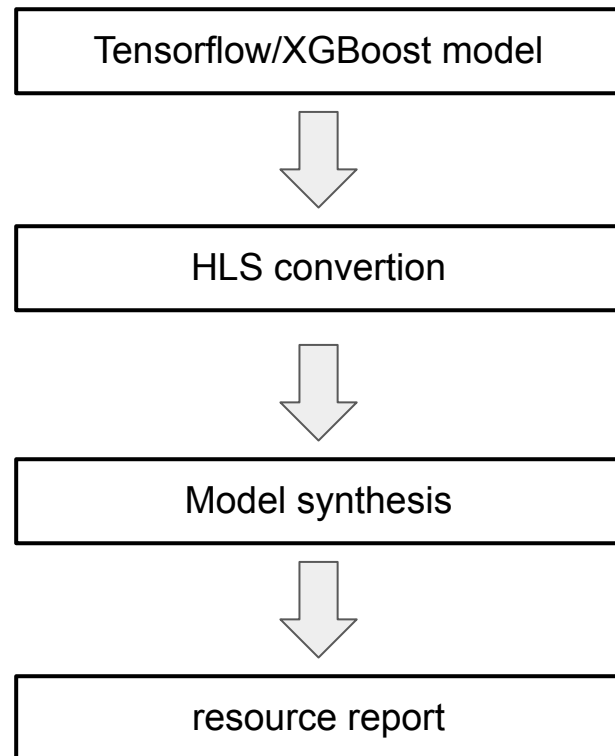 Tensorflow/XGBoost model
HLS convertion
Model synthesis
resource report